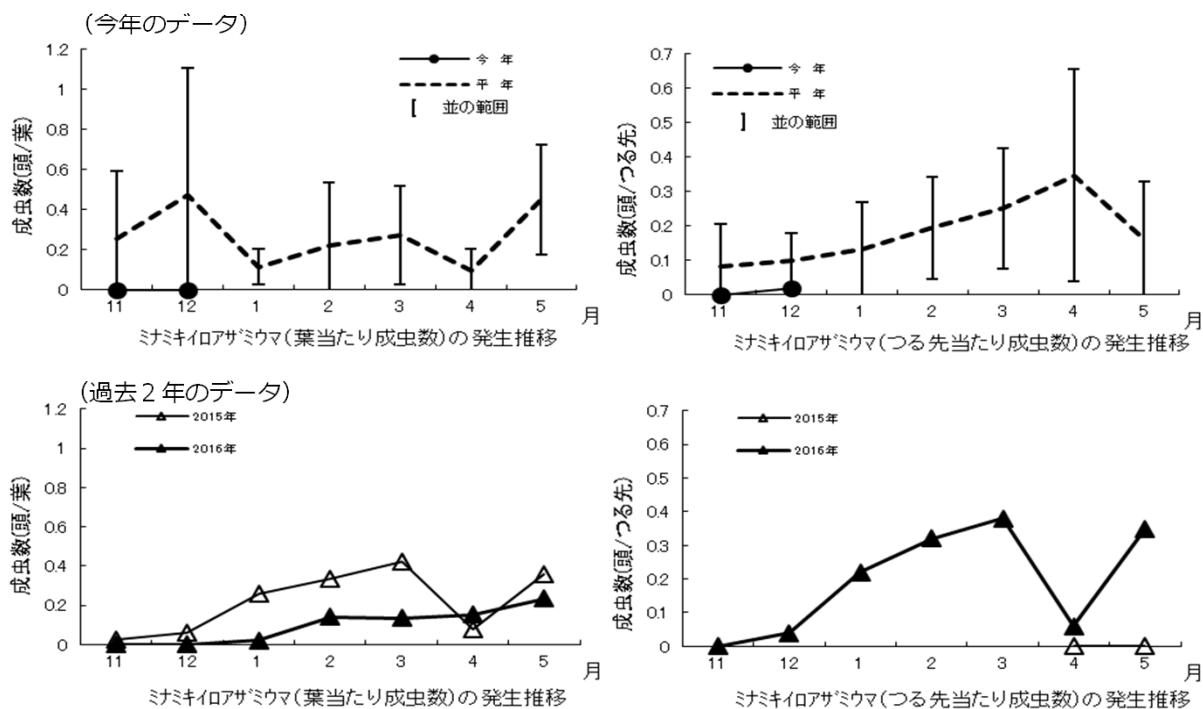 （今年のデータ）
1.2
1
0.8
0.6
0.4
0.2
0
成虫数(頭/葉)
今 年
平 年
並の範囲
11 12 1 2 3 4 5
月
ﾐﾅﾐｷｲﾛｱｻﾞﾐｳﾏ(葉当たり成虫数)の発生推移
0.7
0.6
0.5
0.4
0.3
0.2
0.1
0
成虫数(頭/つる先)
今 年
平 年
並の範囲
11 12 1 2 3 4 5
月
ﾐﾅﾐｷｲﾛｱｻﾞﾐｳﾏ(つる先当たり成虫数)の発生推移
（過去２年のデータ）
1.2
1
0.8
0.6
0.4
0.2
0
成虫数(頭/葉)
2015年
2016年
11 12 1 2 3 4 5
月
ﾐﾅﾐｷｲﾛｱｻﾞﾐｳﾏ(葉当たり成虫数)の発生推移
0.7
0.6
0.5
0.4
0.3
0.2
0.1
0
成虫数(頭/つる先)
2015年
2016年
11 12 1 2 3 4 5
月
ﾐﾅﾐｷｲﾛｱｻﾞﾐｳﾏ(つる先当たり成虫数)の発生推移